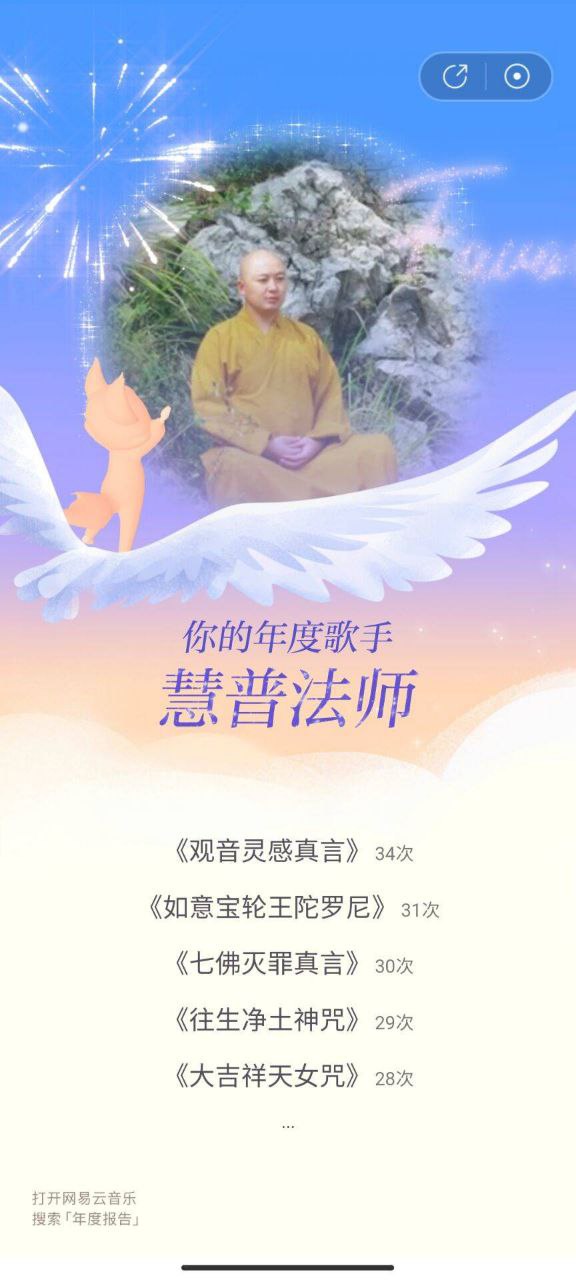 你的年度歌手
慧普法师
《观音灵感真言》 34次
《如意宝轮王陀罗尼》 31次
《七佛灭罪真言》 30次
《往生净土神咒》 29次
《大吉祥天女咒》 28次
...
打开网易云音乐
搜索「年度报告」